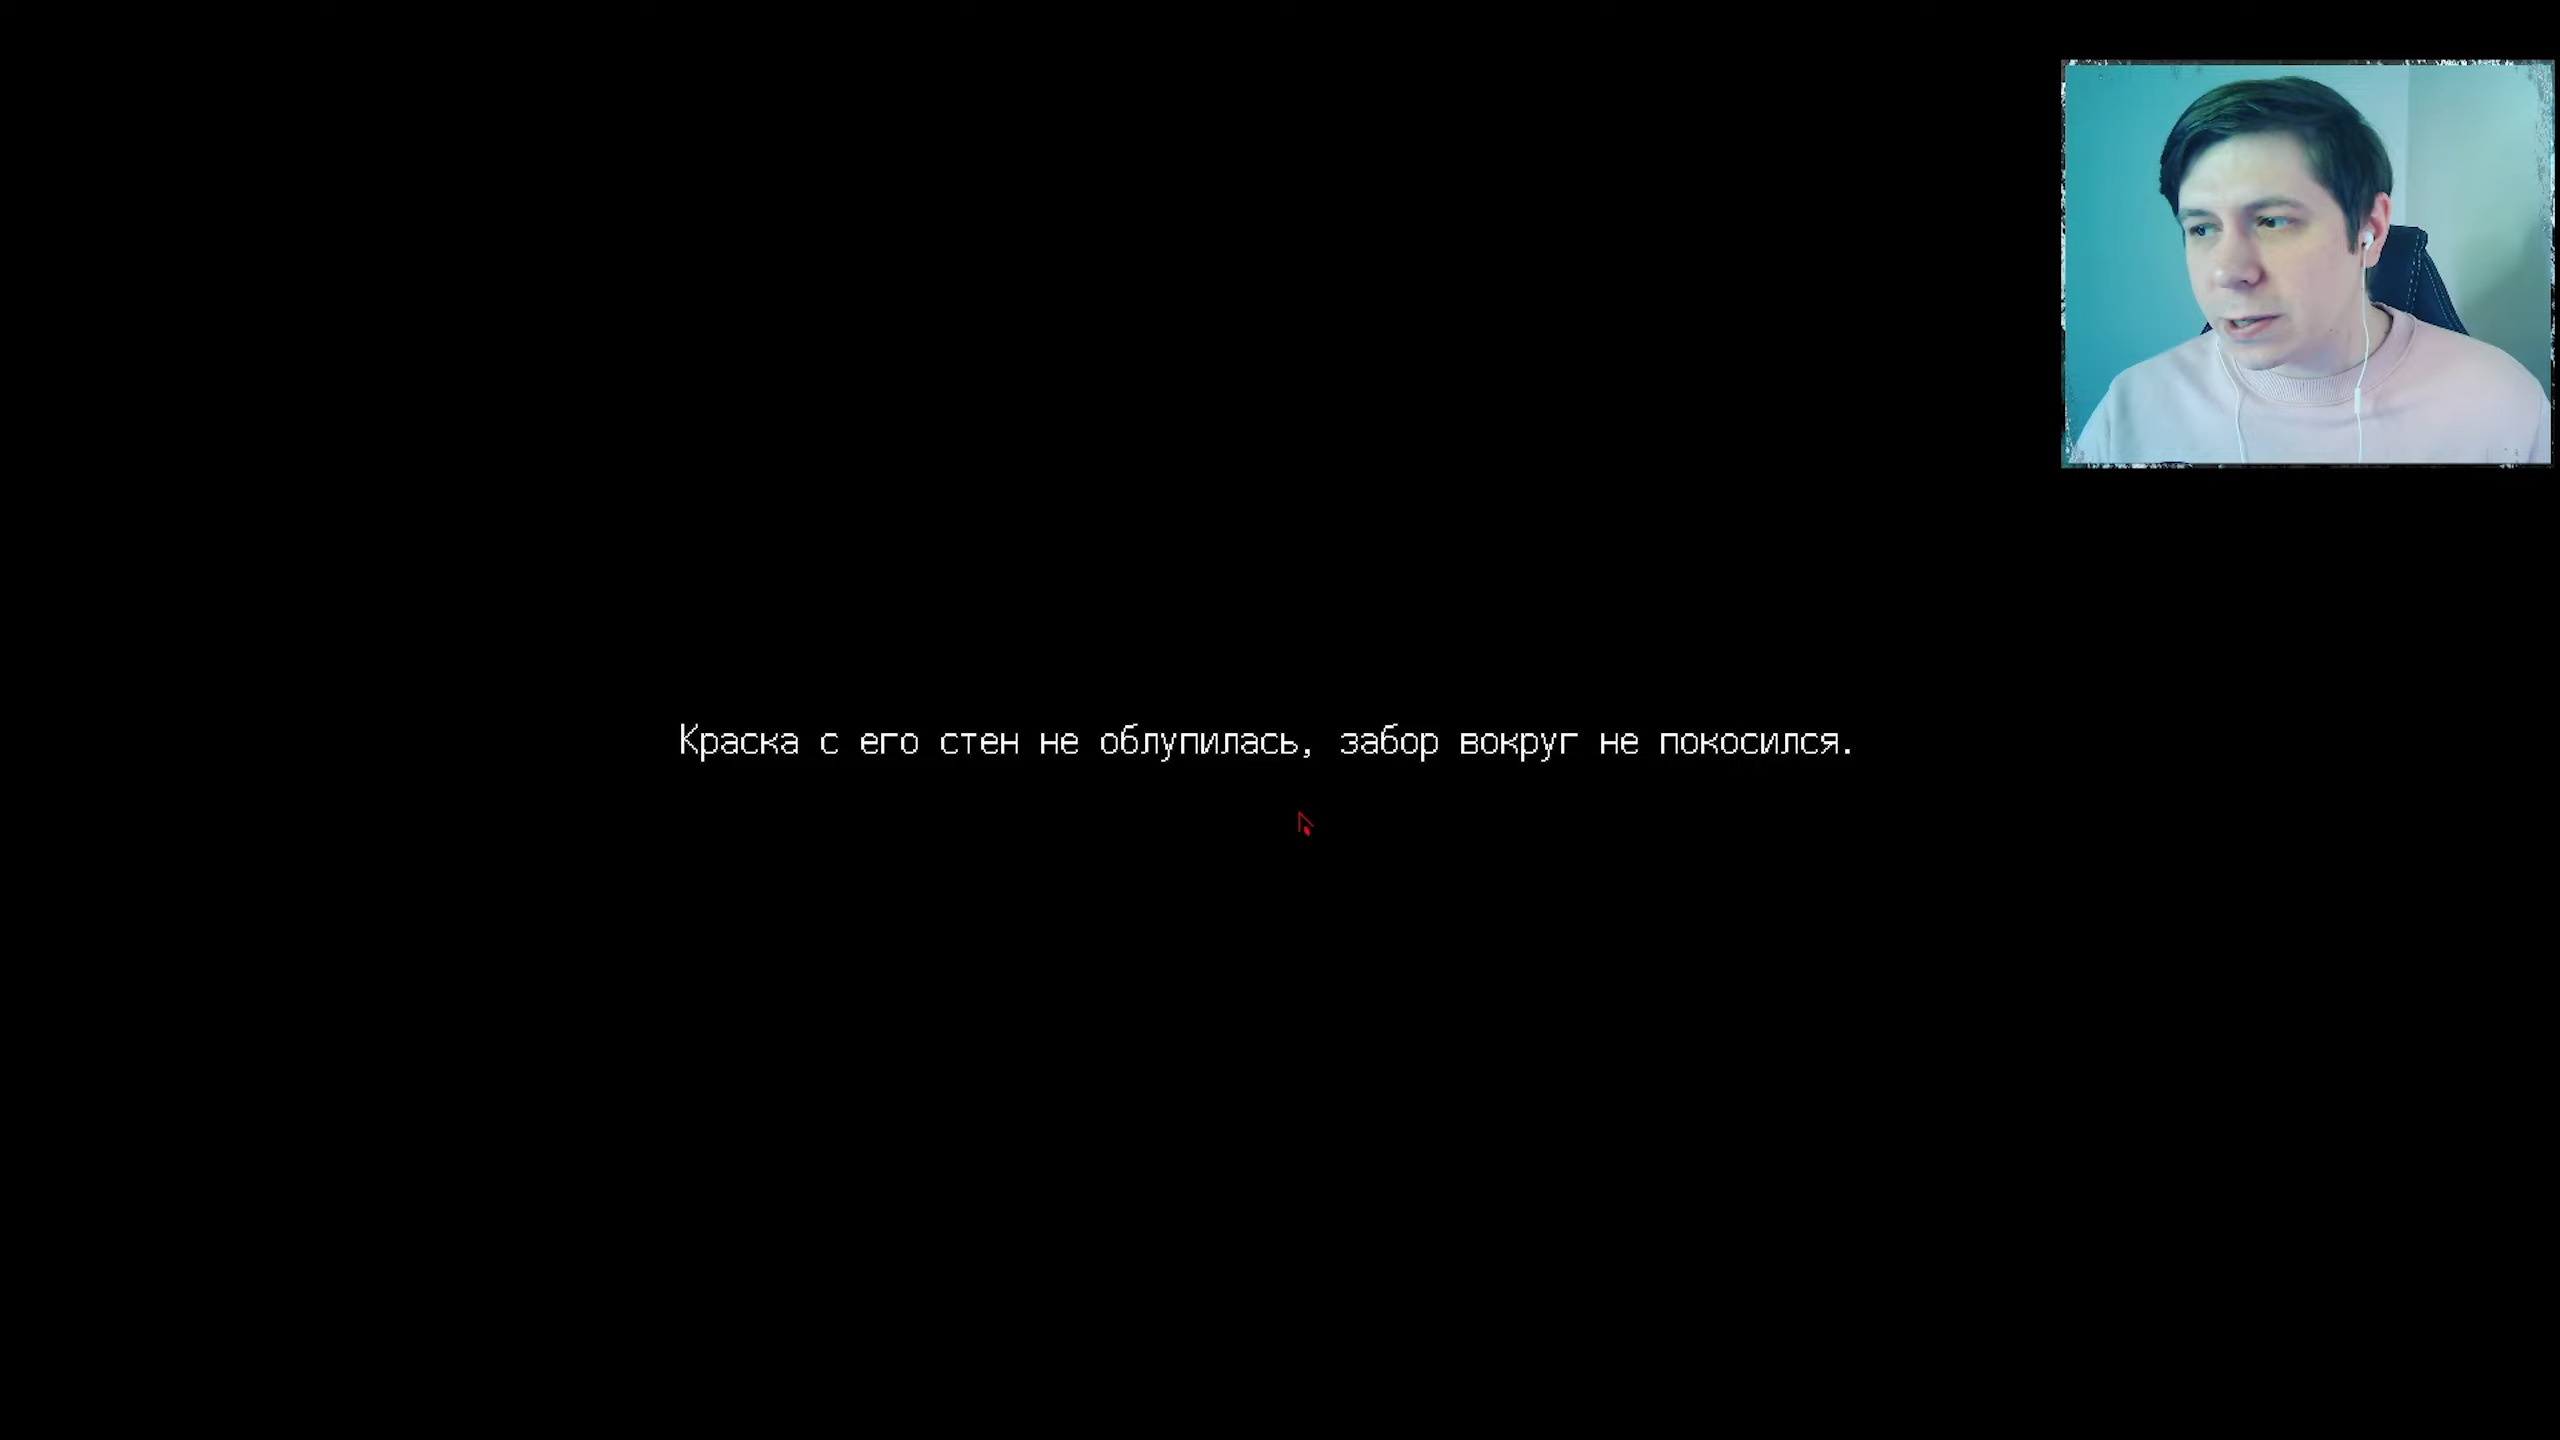 Краска с его стен не облупилась, забор вокруг не покосился.